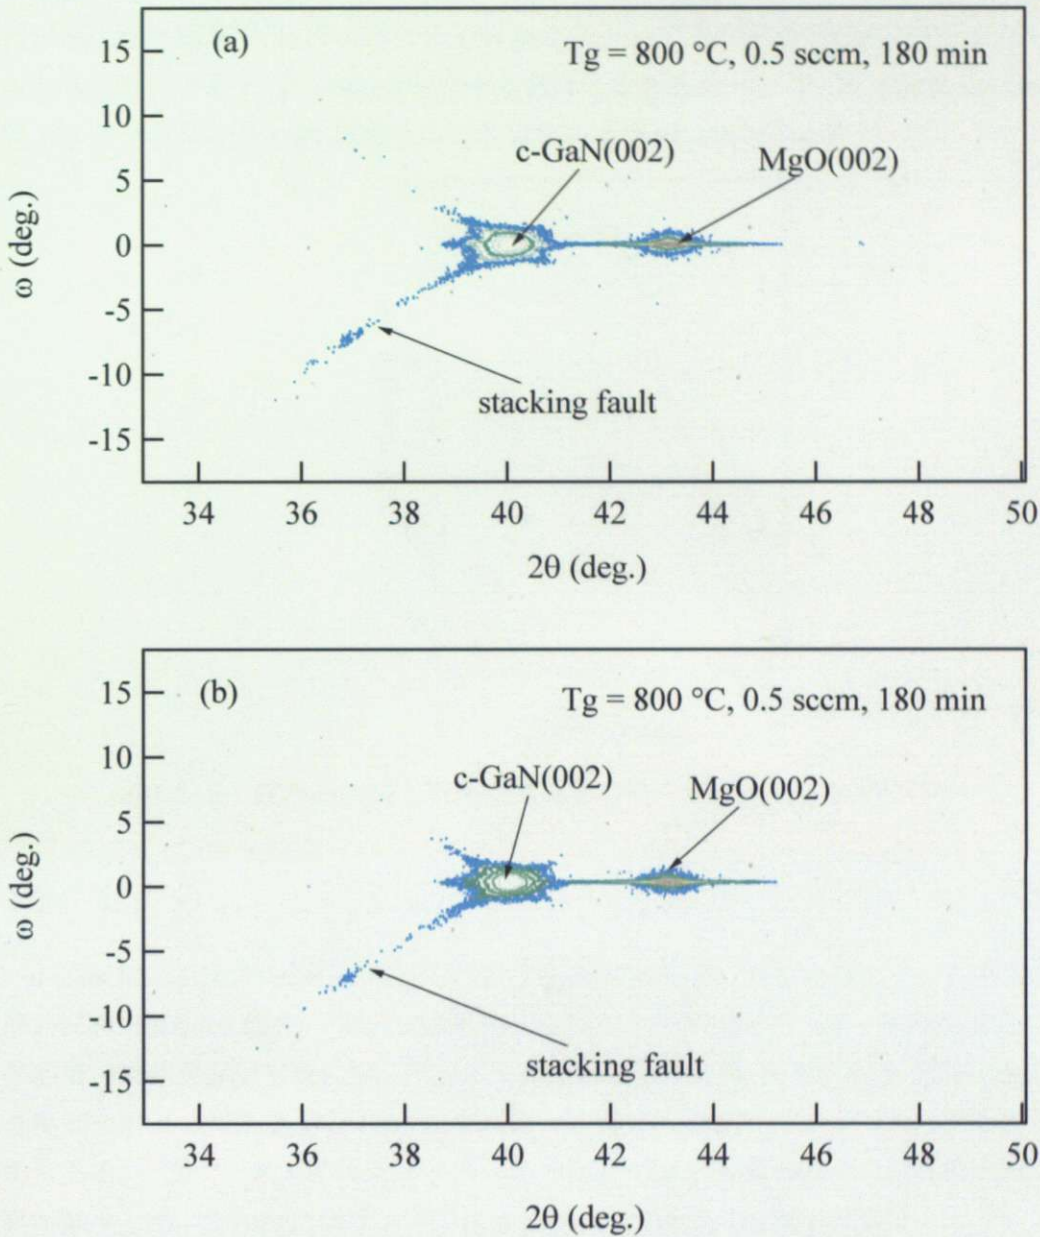 (a)
Tg = 800 °C, 0.5 sccm, 180 min
c-GaN(002)
MgO(002)
stacking fault
15
10
5
0
-5
-10
-15
ω (deg.)
34 36 38 40 42 44 46 48 50
2θ (deg.)
(b)
Tg = 800 °C, 0.5 sccm, 180 min
c-GaN(002)
MgO(002)
stacking fault
15
10
5
0
-5
-10
-15
ω (deg.)
34 36 38 40 42 44 46 48 50
2θ (deg.)